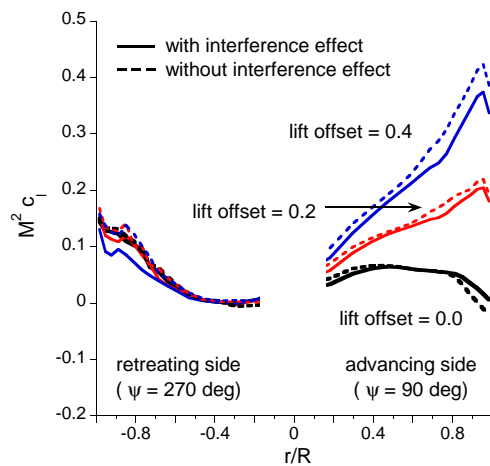 0.5
0.4
0.3
0.2
0.1
0
-0.1
-0.2
M² c_l
with interference effect
without interference effect
lift offset = 0.4
lift offset = 0.2
lift offset = 0.0
retreating side
( ψ = 270 deg)
advancing side
( ψ = 90 deg)
-0.8 -0.4 0 0.4 0.8
r/R